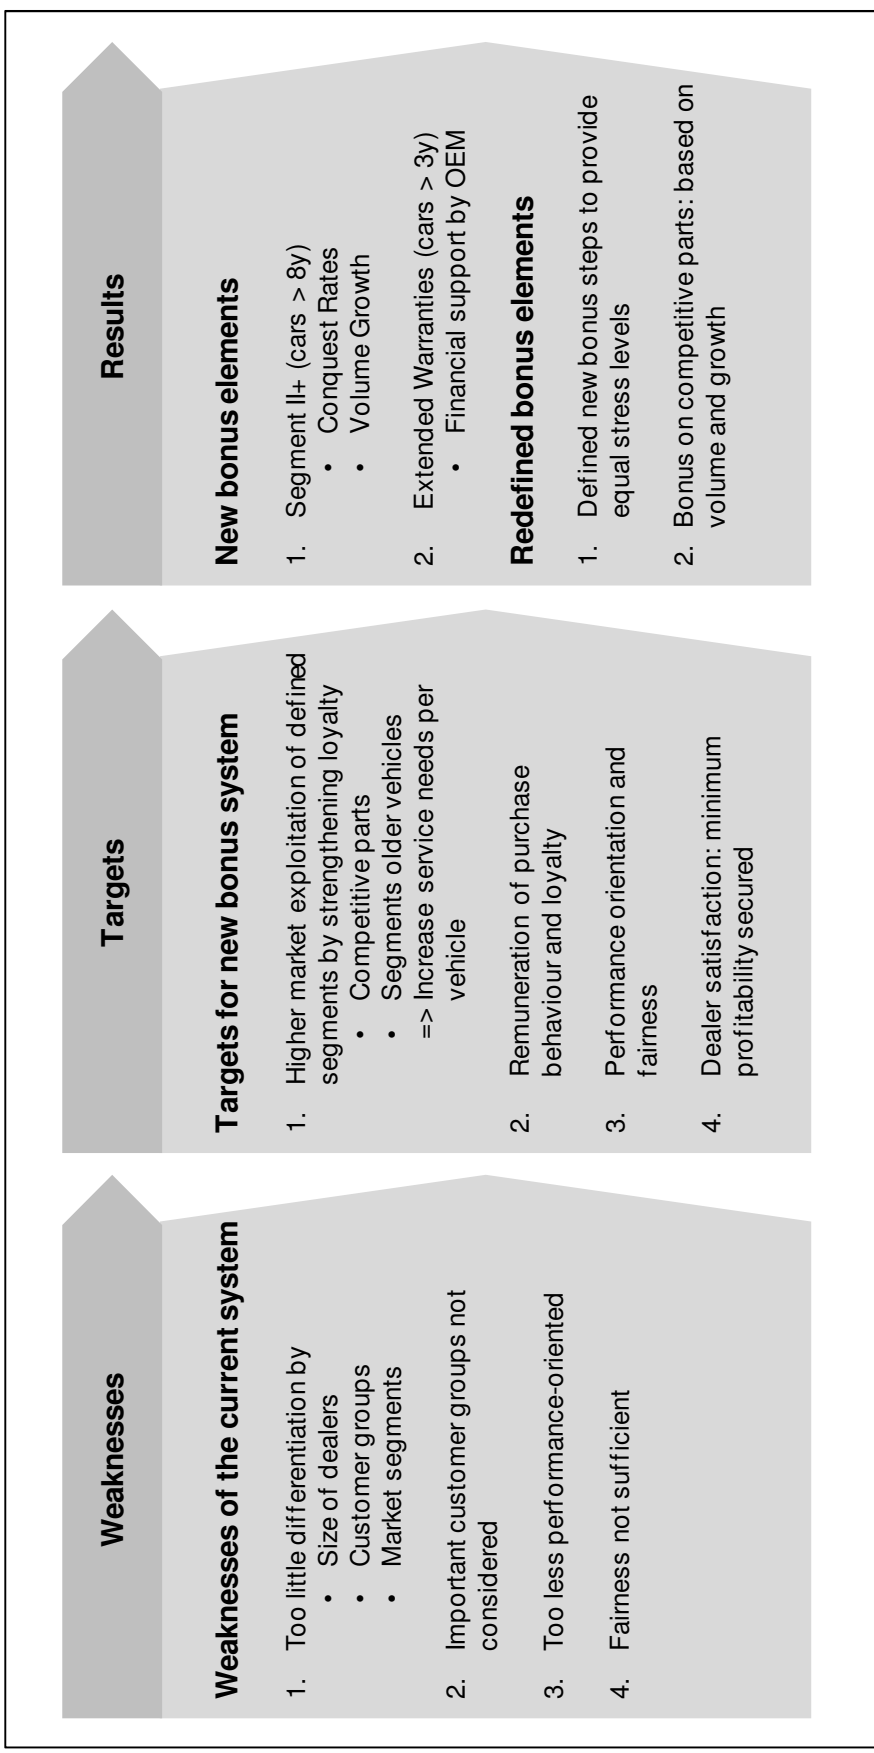 Weaknesses
Weaknesses of the current system
1. Too little differentiation by
• Size of dealers
• Customer groups
• Market segments
2. Important customer groups not
considered
3. Too less performance-oriented
4. Fairness not sufficient
Targets
Targets for new bonus system
1. Higher market exploitation of defined
segments by strengthening loyalty
• Competitive parts
• Segments older vehicles
=> Increase service needs per
vehicle
2. Remuneration of purchase
behaviour and loyalty
3. Performance orientation and
fairness
4. Dealer satisfaction: minimum
profitability secured
Results
New bonus elements
1. Segment II+ (cars > 8y)
• Conquest Rates
• Volume Growth
2. Extended Warranties (cars > 3y)
• Financial support by OEM
Redefined bonus elements
1. Defined new bonus steps to provide
equal stress levels
2. Bonus on competitive parts: based on
volume and growth